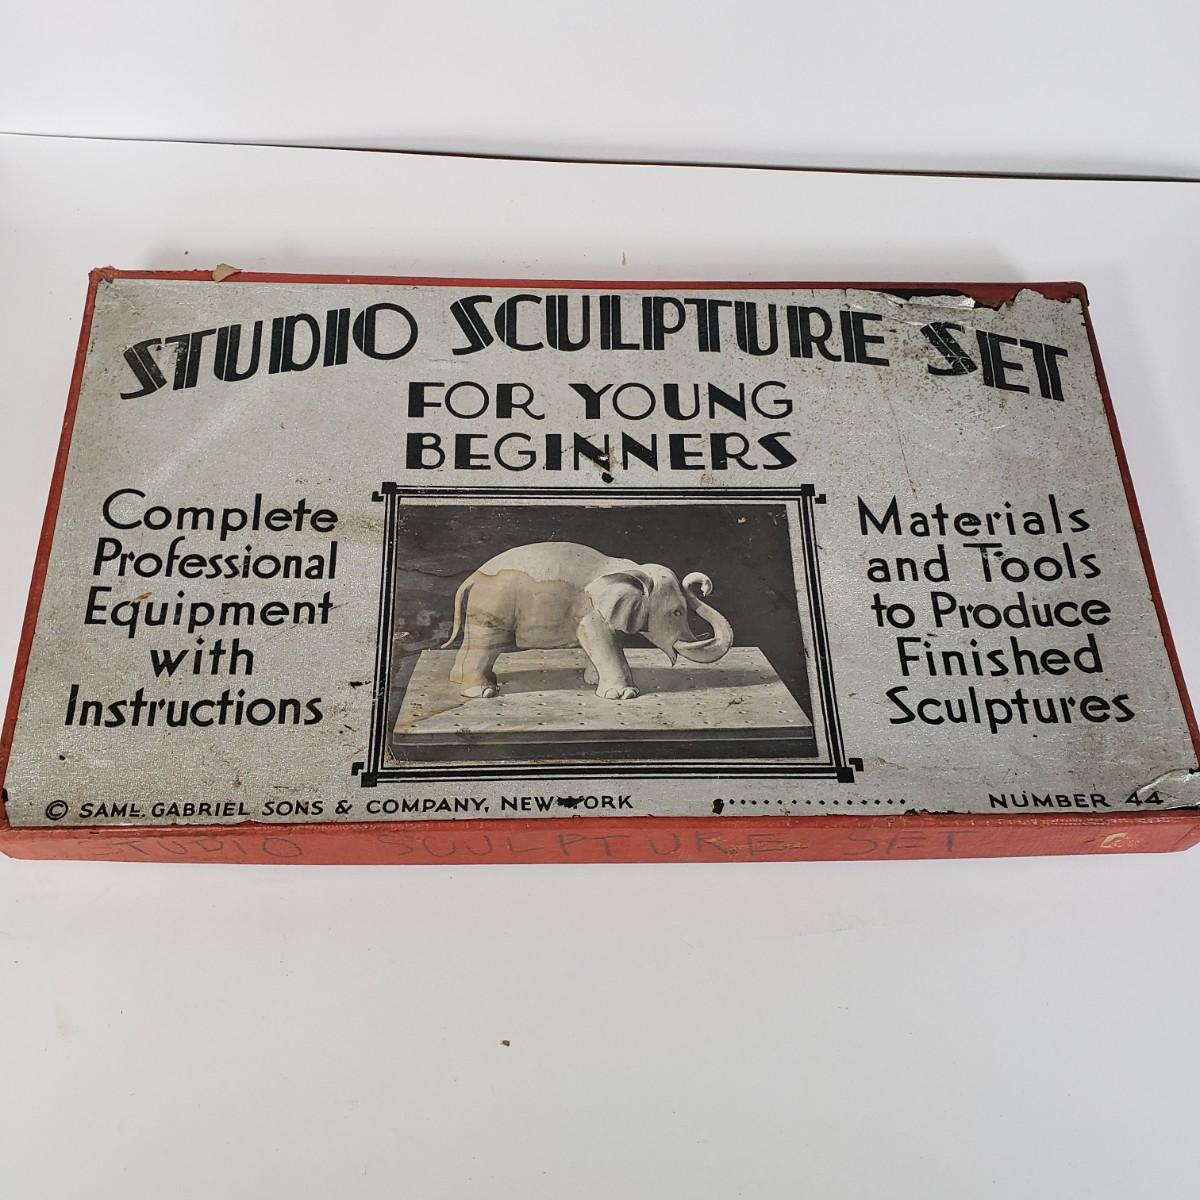 STUDIO SCULPTURE SET
FOR YOUNG
BEGINNERS
Complete
Professional
Equipment
with
Instructions
Materials
and Tools
to Produce
Finished
Sculptures
© SAML. GABRIEL SONS & COMPANY, NEW YORK
NUMBER 44
STUDIO SCULPTURE SET